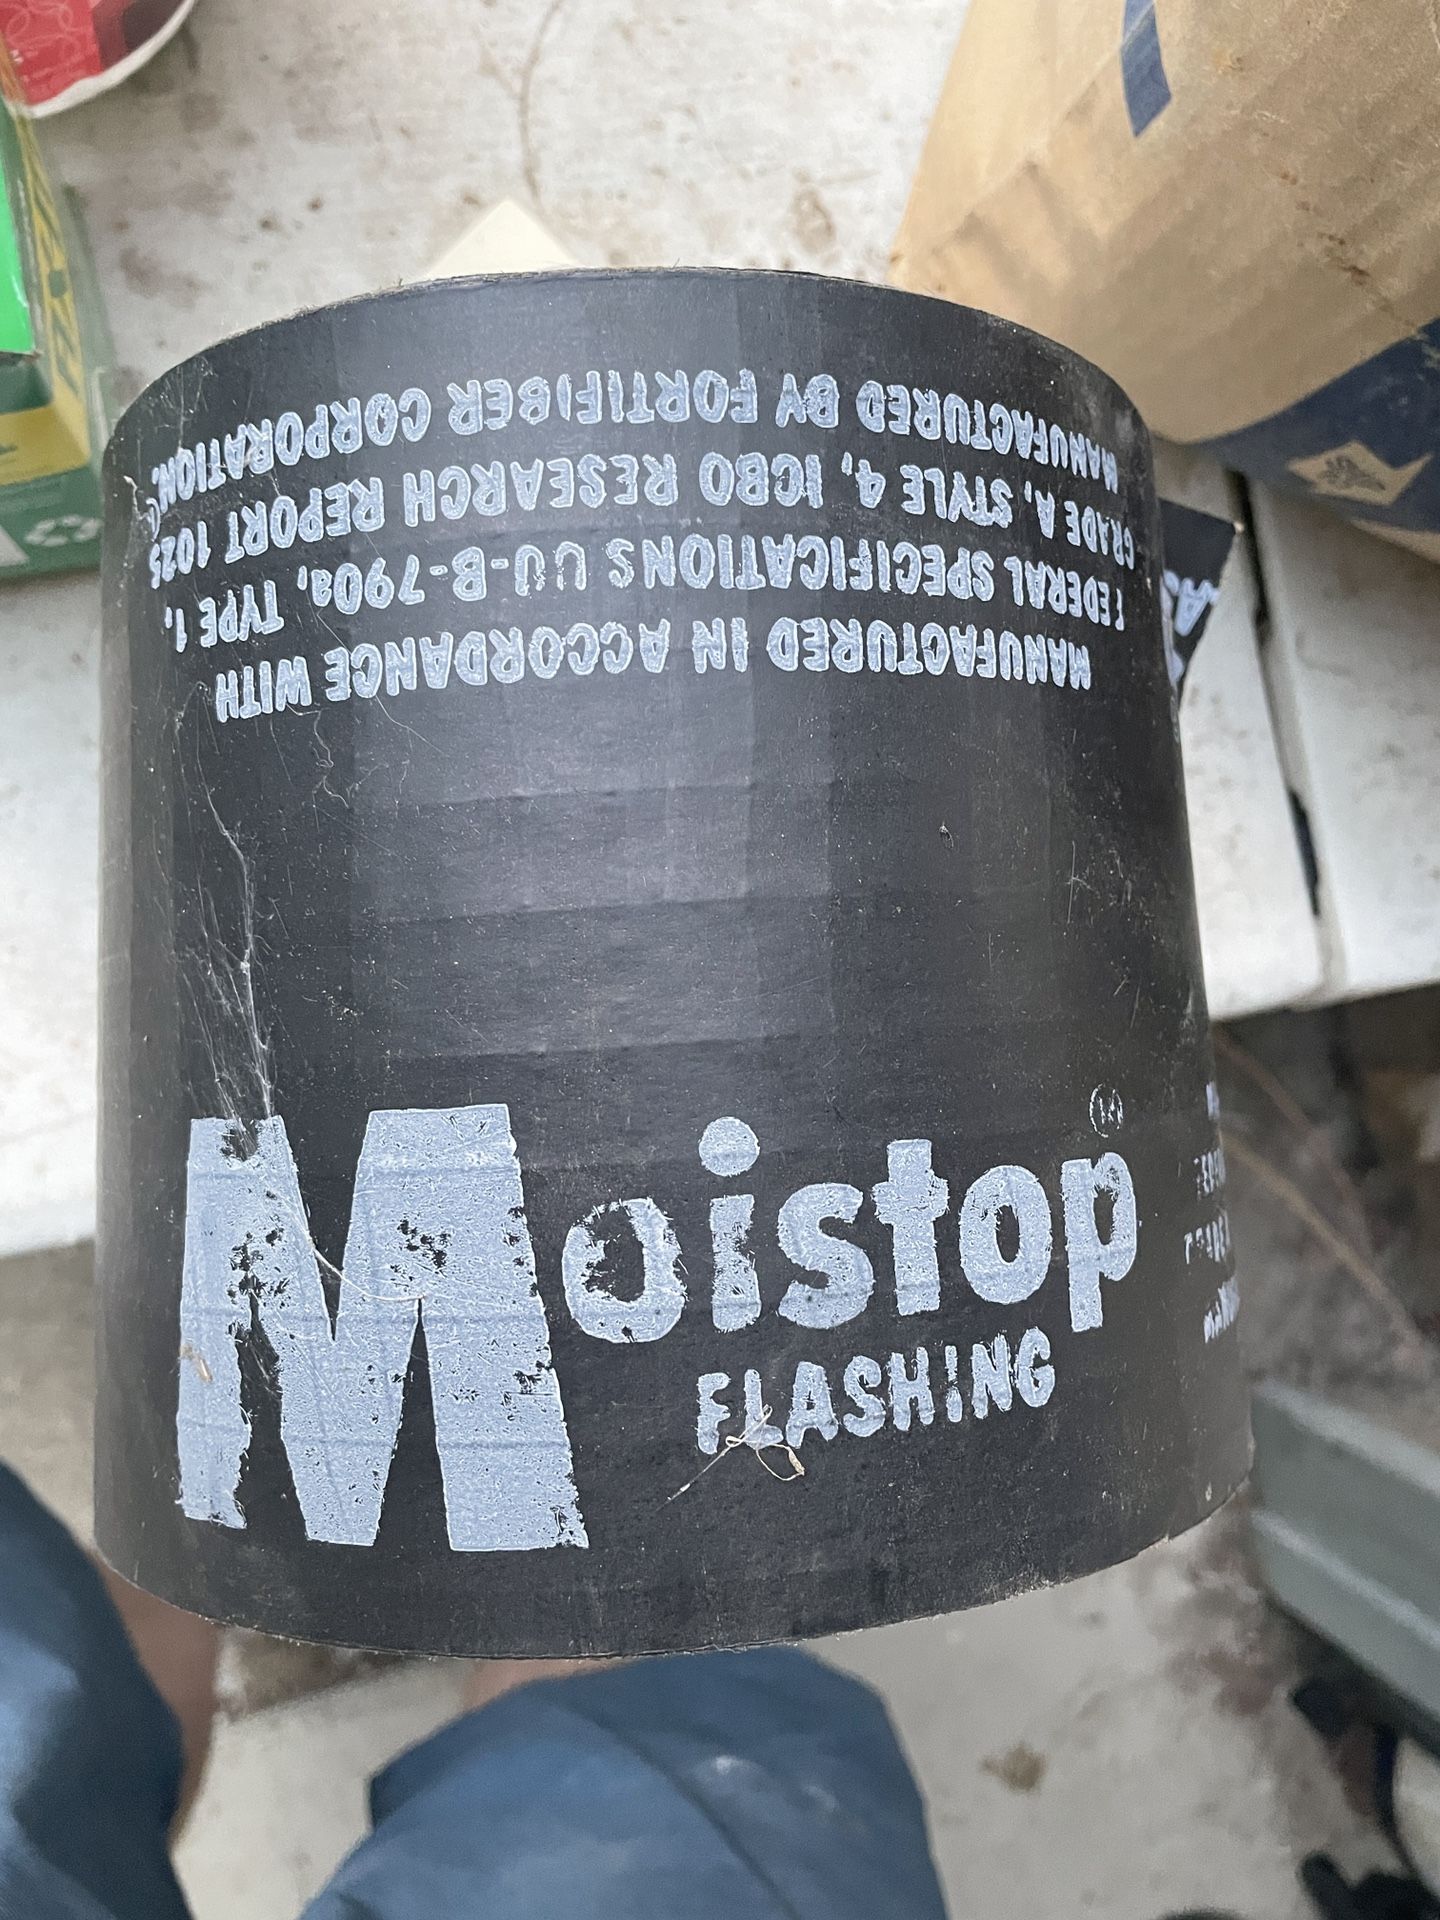 Moistop
FLASHING
MANUFACTURED IN ACCORDANCE WITH
FEDERAL SPECIFICATIONS UU-B-790a, TYPE 1,
GRADE A, STYLE 4, ICBO RESEARCH REPORT 1025
MANUFACTURED BY FORTIFIBER CORPORATION.